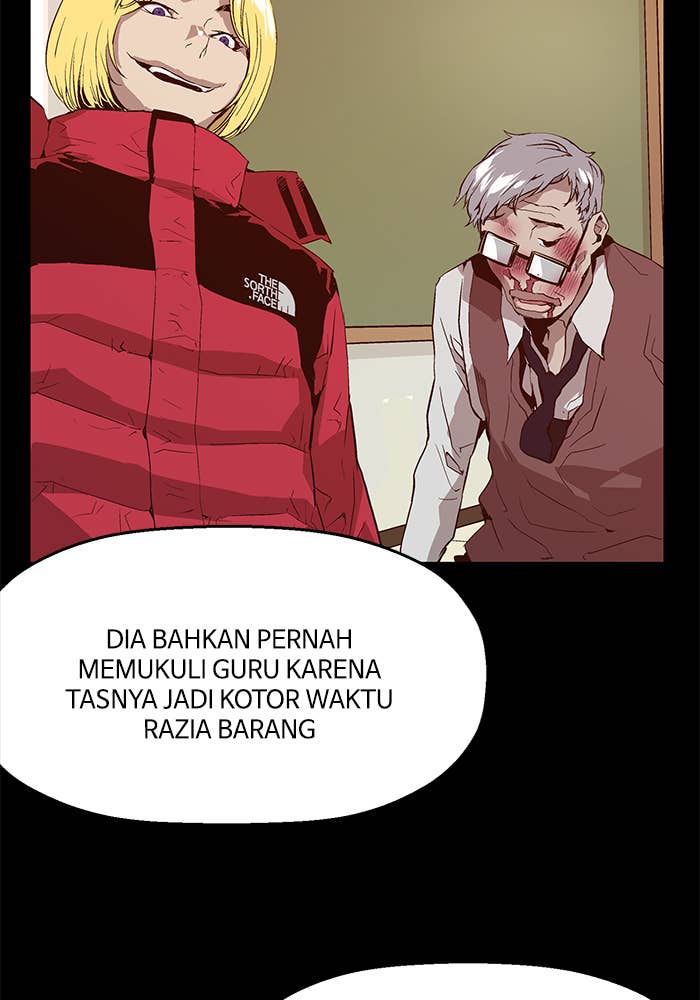 THE
SORTH
.FACE
DIA BAHKAN PERNAH
MEMUKULI GURU KARENA
TASNYA JADI KOTOR WAKTU
RAZIA BARANG